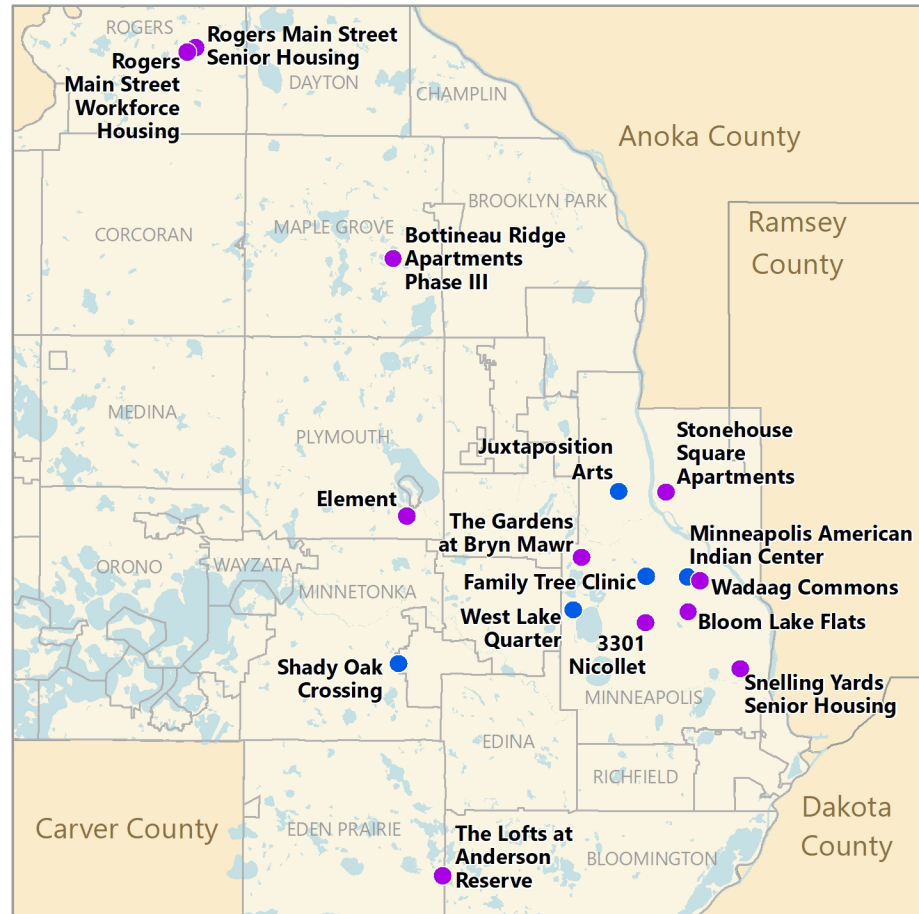 ROGERS
Rogers Main Street
Senior Housing
Rogers
Main Street
Workforce
Housing
DAYTON
CHAMPLIN
Anoka County
BROOKLYN PARK
Ramsey
County
CORCORAN
MAPLE GROVE
Bottineau Ridge
Apartments
Phase III
MEDINA
PLYMOUTH
Juxtaposition
Arts
Stonehouse
Square
Apartments
Element
The Gardens
at Bryn Mawr
Minneapolis American
Indian Center
ORONO
WAYZATA
MINNETONKA
Family Tree Clinic
Wadaag Commons
West Lake
Quarter
Bloom Lake Flats
3301
Nicollet
Shady Oak
Crossing
MINNEAPOLIS
Snelling Yards
Senior Housing
EDINA
RICHFIELD
Carver County
EDEN PRAIRIE
The Lofts at
Anderson
Reserve
BLOOMINGTON
Dakota
County